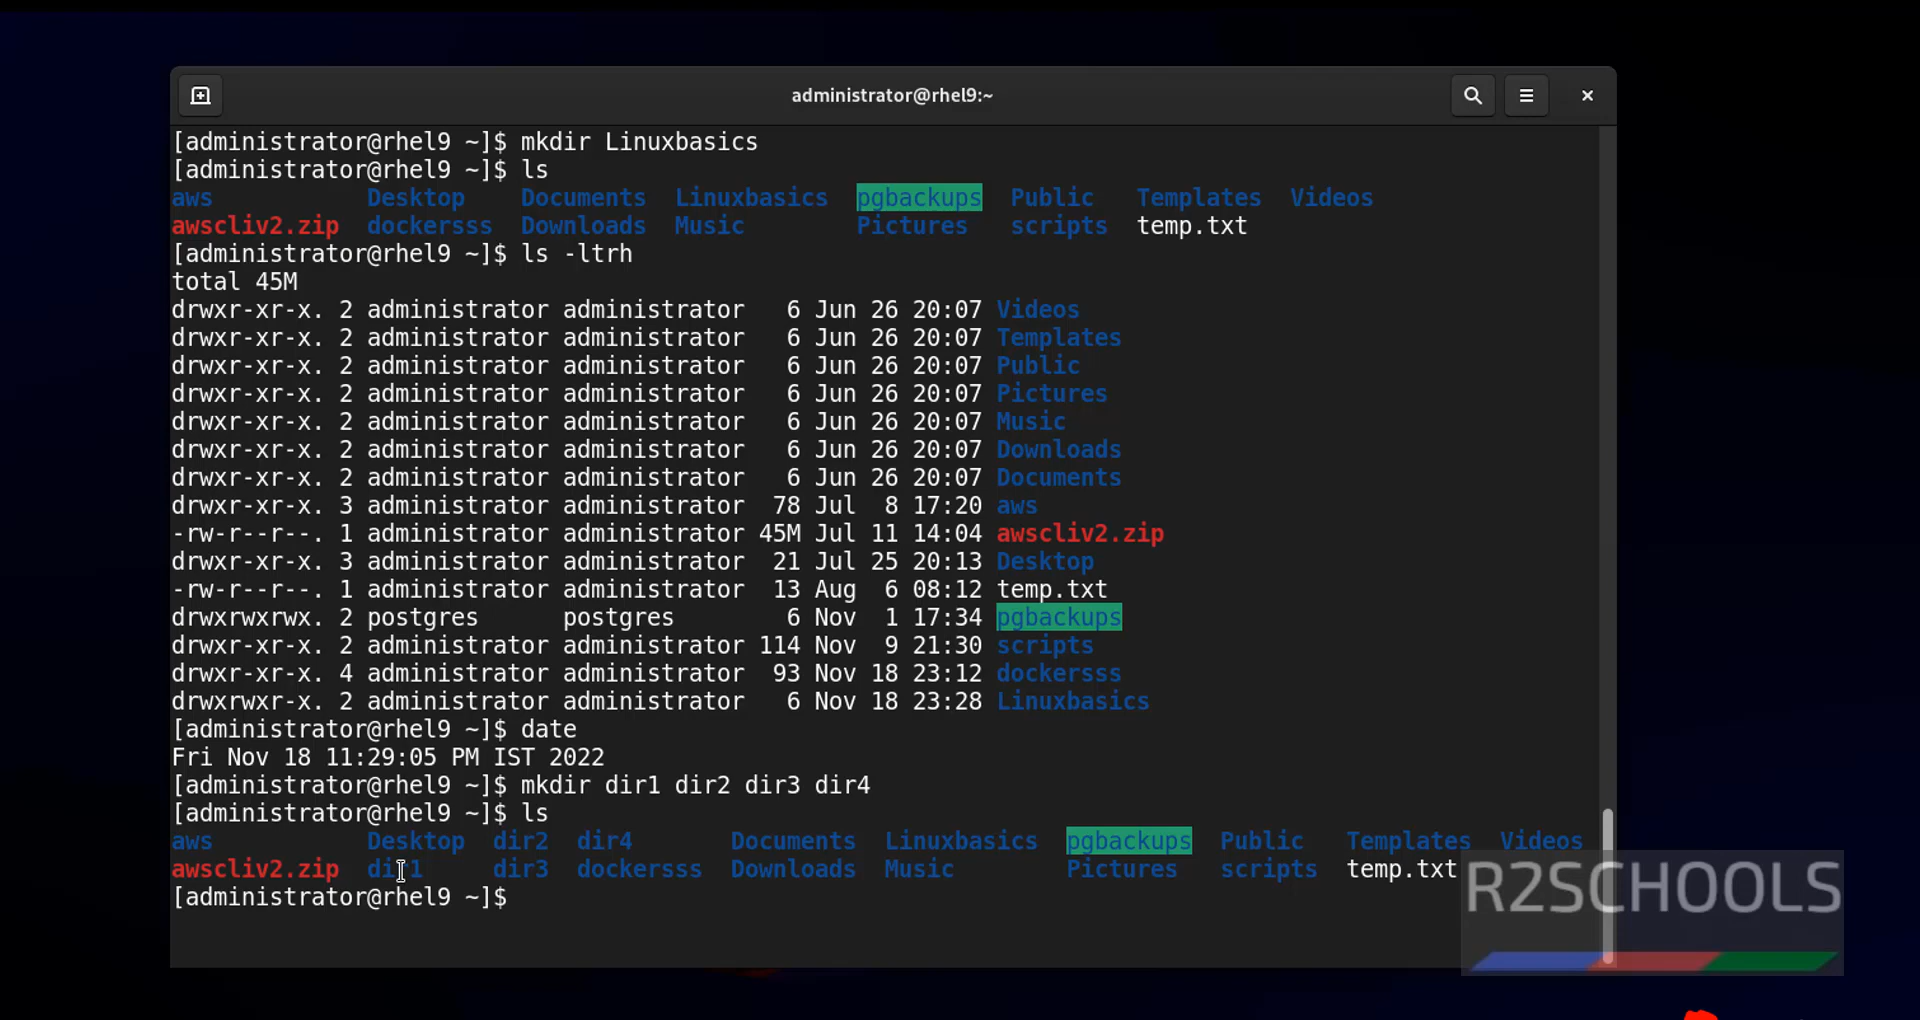 administrator@rhel9:~
[administrator@rhel9 ~]$ mkdir Linuxbasics
[administrator@rhel9 ~]$ ls
aws            Desktop    Documents  Linuxbasics  pgbackups  Public   Templates  Videos
awscliv2.zip  dockersss  Downloads  Music        Pictures   scripts  temp.txt
[administrator@rhel9 ~]$ ls -ltrh
total 45M
drwxr-xr-x. 2 administrator administrator   6 Jun 26 20:07 Videos
drwxr-xr-x. 2 administrator administrator   6 Jun 26 20:07 Templates
drwxr-xr-x. 2 administrator administrator   6 Jun 26 20:07 Public
drwxr-xr-x. 2 administrator administrator   6 Jun 26 20:07 Pictures
drwxr-xr-x. 2 administrator administrator   6 Jun 26 20:07 Music
drwxr-xr-x. 2 administrator administrator   6 Jun 26 20:07 Downloads
drwxr-xr-x. 2 administrator administrator   6 Jun 26 20:07 Documents
drwxr-xr-x. 3 administrator administrator  78 Jul  8 17:20 aws
-rw-r--r--. 1 administrator administrator 45M Jul 11 14:04 awscliv2.zip
drwxr-xr-x. 3 administrator administrator  21 Jul 25 20:13 Desktop
-rw-r--r--. 1 administrator administrator  13 Aug  6 08:12 temp.txt
drwxrwxrwx. 2 postgres      postgres        6 Nov  1 17:34 pgbackups
drwxr-xr-x. 2 administrator administrator 114 Nov  9 21:30 scripts
drwxr-xr-x. 4 administrator administrator  93 Nov 18 23:12 dockersss
drwxrwxr-x. 2 administrator administrator   6 Nov 18 23:28 Linuxbasics
[administrator@rhel9 ~]$ date
Fri Nov 18 11:29:05 PM IST 2022
[administrator@rhel9 ~]$ mkdir dir1 dir2 dir3 dir4
[administrator@rhel9 ~]$ ls
aws           Desktop  dir2  dir4       Documents  Linuxbasics  pgbackups  Public   Templates  Videos
awscliv2.zip  dir1     dir3  dockersss  Downloads  Music        Pictures   scripts  temp.txt
[administrator@rhel9 ~]$
R2SCHOOLS